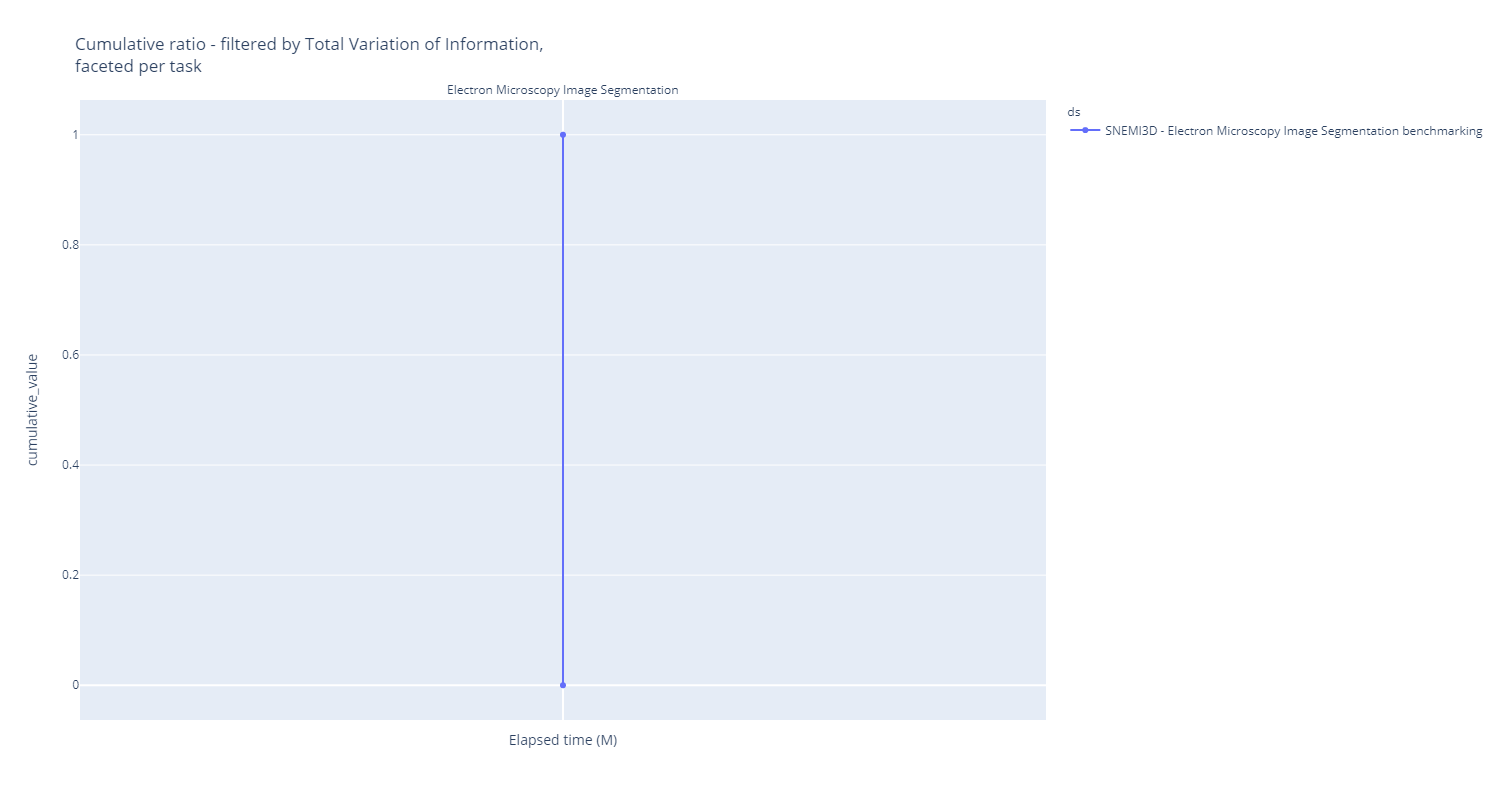 Cumulative ratio - filtered by Total Variation of Information,
faceted per task
Electron Microscopy Image Segmentation
ds
SNEMI3D - Electron Microscopy Image Segmentation benchmarking
1
0.8
0.6
0.4
0.2
0
cumulative_value
Elapsed time (M)